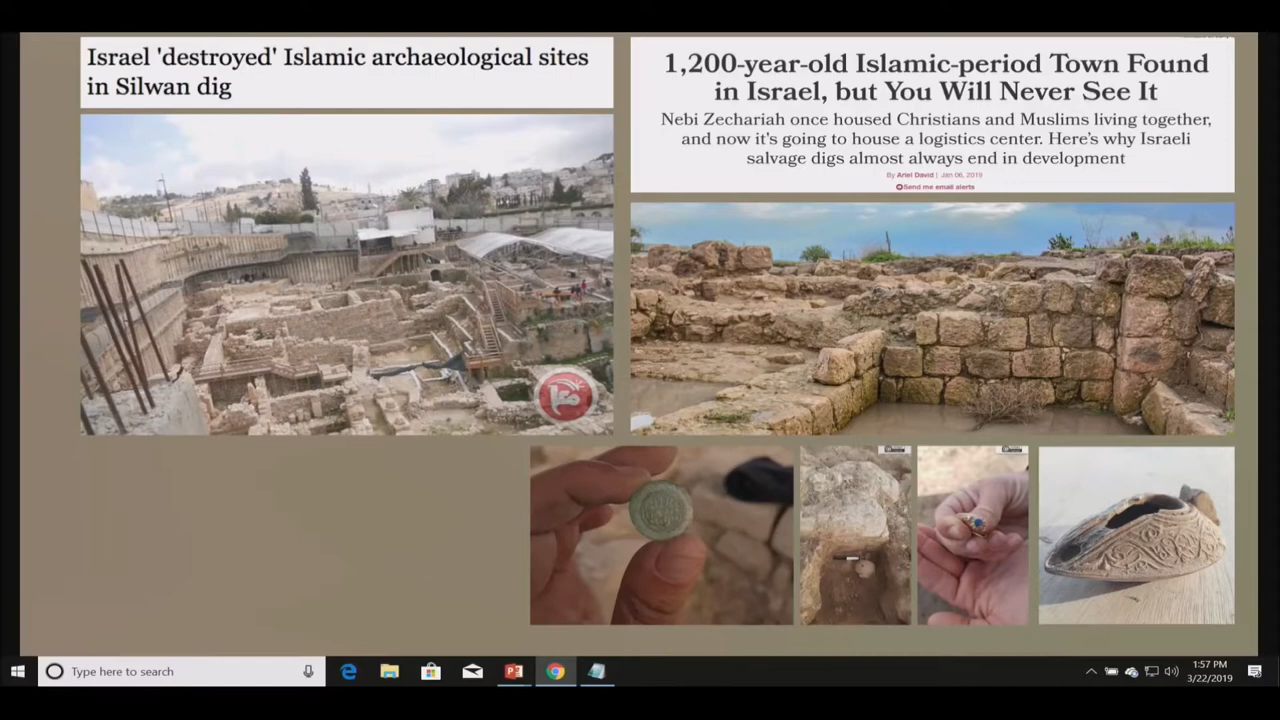 Israel 'destroyed' Islamic archaeological sites
in Silwan dig
1,200-year-old Islamic-period Town Found
in Israel, but You Will Never See It
Nebi Zechariah once housed Christians and Muslims living together,
and now it's going to house a logistics center. Here's why Israeli
salvage digs almost always end in development
By Ariel David | Jan 06, 2019
Send me email alerts
Type here to search
1:57 PM
3/22/2019